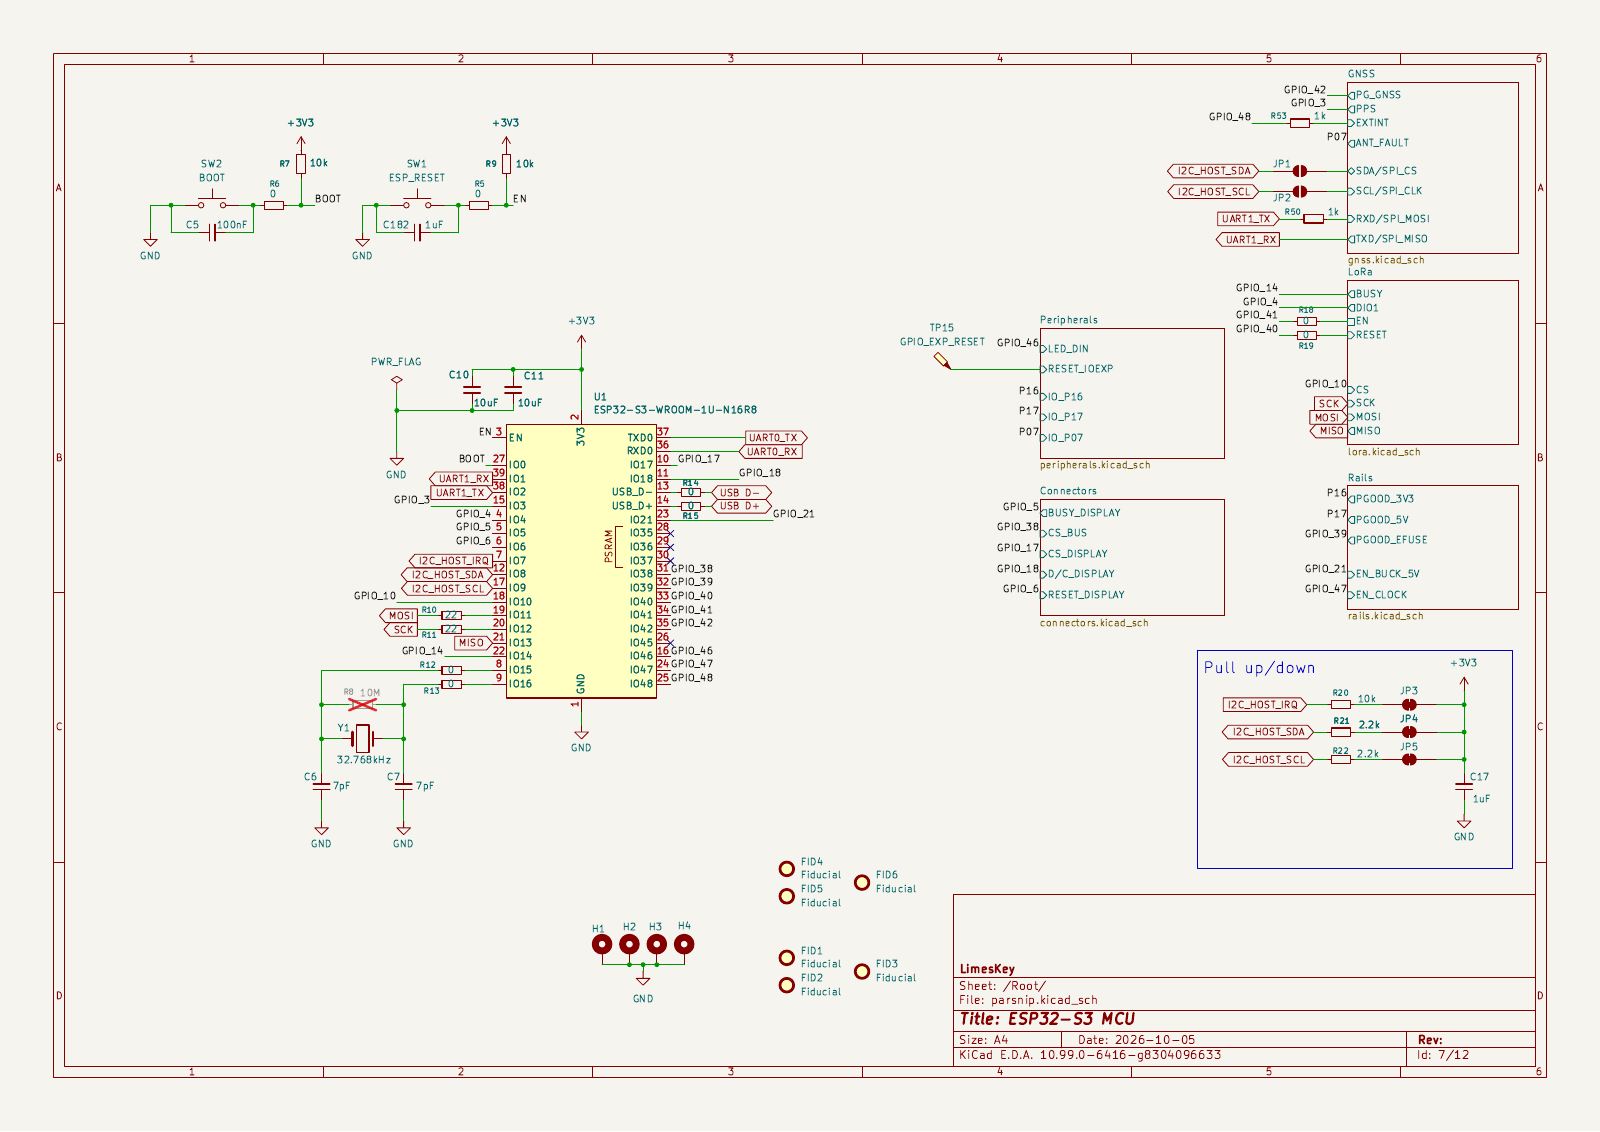 1 2 3 4 5 6
A
B
C
D
A
B
C
D
1 2 3 4 5 6
+3V3
R7 10k
SW2
BOOT
R6
0
BOOT
C5 100nF
GND
+3V3
R9 10k
SW1
ESP_RESET
R5
0
EN
C182 1uF
GND
GNSS
GPIO_42 PG_GNSS
GPIO_3 PPS
GPIO_48 R53 1k EXTINT
P07 ANT_FAULT
I2C_HOST_SDA JP1 SDA/SPI_CS
I2C_HOST_SCL JP2 SCL/SPI_CLK
UART1_TX R50 1k RXD/SPI_MOSI
UART1_RX TXD/SPI_MISO
gnss.kicad_sch
LoRa
GPIO_14 BUSY
GPIO_4 DIO1
GPIO_41 R18 0 EN
GPIO_40 0 RESET
R19
GPIO_10 CS
SCK SCK
MOSI MOSI
MISO MISO
lora.kicad_sch
Rails
P16 PGOOD_3V3
P17 PGOOD_5V
GPIO_39 PGOOD_EFUSE
GPIO_21 EN_BUCK_5V
GPIO_47 EN_CLOCK
rails.kicad_sch
TP15
GPIO_EXP_RESET
Peripherals
GPIO_46 LED_DIN
RESET_IOEXP
P16 IO_P16
P17 IO_P17
P07 IO_P07
peripherals.kicad_sch
Connectors
GPIO_5 BUSY_DISPLAY
GPIO_38 CS_BUS
GPIO_17 CS_DISPLAY
GPIO_18 D/C_DISPLAY
GPIO_6 RESET_DISPLAY
connectors.kicad_sch
+3V3
PWR_FLAG
C10
10uF
C11
10uF
GND
U1
ESP32-S3-WROOM-1U-N16R8
2
3V3
EN 3 EN
BOOT 27 IO0
UART1_RX 39 IO1
UART1_TX 38 IO2
GPIO_3 15 IO3
GPIO_4 4 IO4
GPIO_5 5 IO5
GPIO_6 6 IO6
I2C_HOST_IRQ 7 IO7
I2C_HOST_SDA 12 IO8
I2C_HOST_SCL 17 IO9
GPIO_10 18 IO10
MOSI R10 22 19 IO11
SCK R11 22 20 IO12
MISO 21 IO13
GPIO_14 22 IO14
R12 0 8 IO15
R13 0 9 IO16
PSRAM
TXD0 37 UART0_TX
RXD0 36 UART0_RX
IO17 10 GPIO_17
IO18 11 GPIO_18
USB_D- 13 R14 0 USB D-
USB_D+ 14 0 USB D+
R15
IO21 23 GPIO_21
IO35 28
IO36 29
IO37 30
IO38 31 GPIO_38
IO39 32 GPIO_39
IO40 33 GPIO_40
IO41 34 GPIO_41
IO42 35 GPIO_42
IO45 26
IO46 16 GPIO_46
IO47 24 GPIO_47
IO48 25 GPIO_48
GND
1
GND
R8 10M
Y1
32.768kHz
C6 7pF
C7 7pF
GND
GND
Pull up/down
+3V3
I2C_HOST_IRQ R20 10k JP3
I2C_HOST_SDA R21 2.2k JP4
I2C_HOST_SCL R22 2.2k JP5
C17
1uF
GND
FID4
Fiducial
FID5
Fiducial
FID6
Fiducial
H1 H2 H3 H4
GND
FID1
Fiducial
FID2
Fiducial
FID3
Fiducial
LimesKey
Sheet: /Root/
File: parsnip.kicad_sch
Title: ESP32-S3 MCU
Size: A4 Date: 2026-10-05 Rev:
KiCad E.D.A. 10.99.0-6416-g8304096633 Id: 7/12